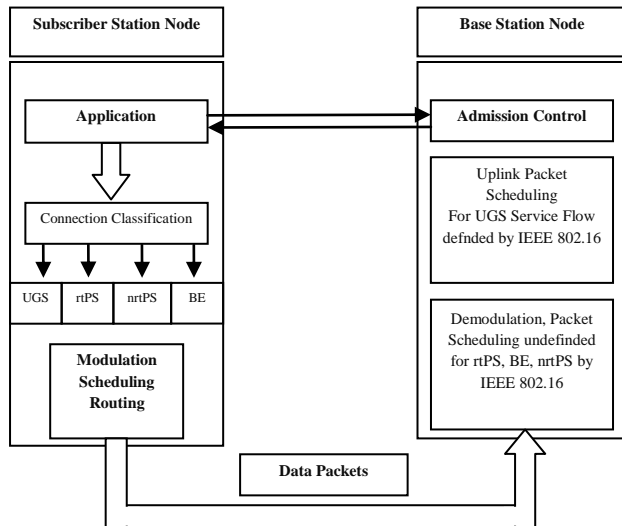 Subscriber Station Node
Base Station Node
Application
Admission Control
Connection Classification
UGS
rtPS
nrtPS
BE
Uplink Packet
Scheduling
For UGS Service Flow
defnded by IEEE 802.16
Modulation
Scheduling
Routing
Demodulation, Packet
Scheduling undefinded
for rtPS, BE, nrtPS by
IEEE 802.16
Data Packets